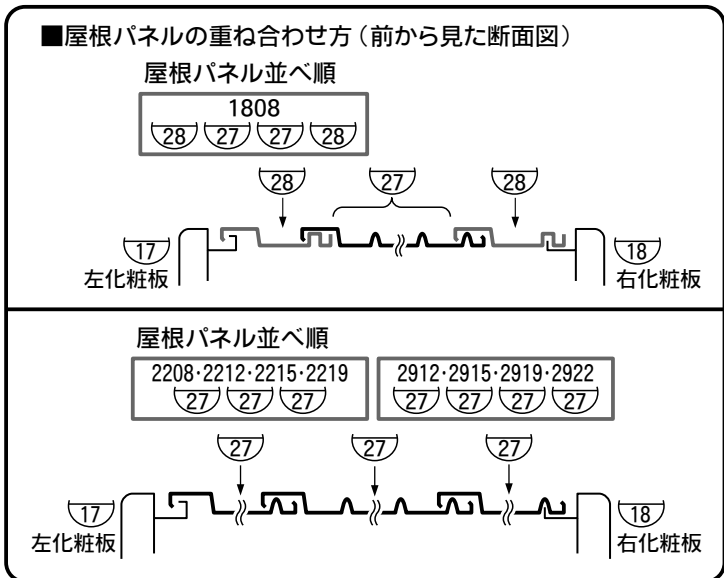 ■屋根パネルの重ね合わせ方（前から見た断面図）
屋根パネル並べ順
1808
28 27 27 28
28 27 28
17 18
左化粧板 右化粧板
屋根パネル並べ順
2208・2212・2215・2219 2912・2915・2919・2922
27 27 27 27 27 27 27
27 27 27
17 18
左化粧板 右化粧板